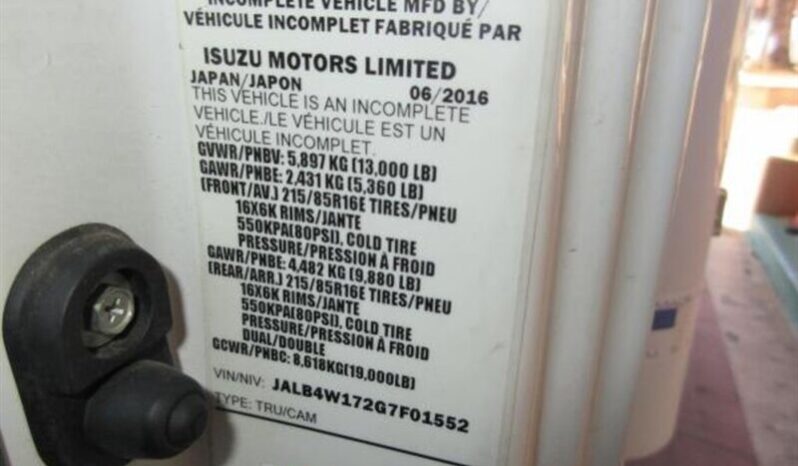 INCOMPLETE VEHICLE MFD BY/
VÉHICULE INCOMPLET FABRIQUÉ PAR
ISUZU MOTORS LIMITED
JAPAN/JAPON 06/2016
THIS VEHICLE IS AN INCOMPLETE
VEHICLE./LE VÉHICULE EST UN
VÉHICULE INCOMPLET.
GVWR/PNBV: 5,897 KG (13,000 LB)
GAWR/PNBE: 2,431 KG (5,360 LB)
(FRONT/AV.) 215/85R16E TIRES/PNEU
16X6K RIMS/JANTE
550KPA(80PSI), COLD TIRE
PRESSURE/PRESSION À FROID
GAWR/PNBE: 4,482 KG (9,880 LB)
(REAR/ARR.) 215/85R16E TIRES/PNEU
16X6K RIMS/JANTE
550KPA(80PSI), COLD TIRE
PRESSURE/PRESSION À FROID
DUAL/DOUBLE
GCWR/PNBC: 8,618KG(19,000LB)
VIN/NIV: JALB4W172G7F01552
TYPE: TRU/CAM